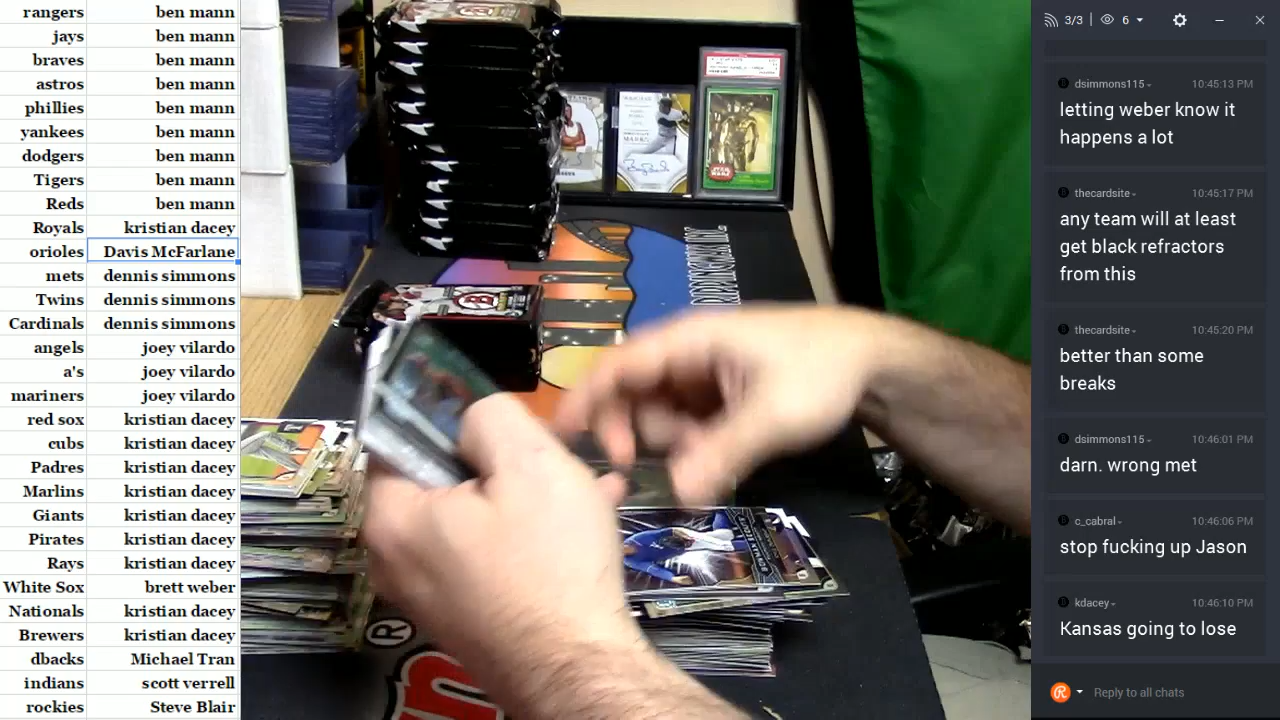 rangers ben mann
jays ben mann
braves ben mann
astros ben mann
phillies ben mann
yankees ben mann
dodgers ben mann
Tigers ben mann
Reds ben mann
Royals kristian dacey
orioles Davis McFarlane
mets dennis simmons
Twins dennis simmons
Cardinals dennis simmons
angels joey vilardo
a's joey vilardo
mariners joey vilardo
red sox kristian dacey
cubs kristian dacey
Padres kristian dacey
Marlins kristian dacey
Giants kristian dacey
Pirates kristian dacey
Rays kristian dacey
White Sox brett weber
Nationals kristian dacey
Brewers kristian dacey
dbacks Michael Tran
indians scott verrell
rockies Steve Blair
STAR WARS
3/3 6
dsimmons115 10:45:13 PM
letting weber know it
happens a lot
thecardsite 10:45:17 PM
any team will at least
get black refractors
from this
thecardsite 10:45:20 PM
better than some
breaks
dsimmons115 10:46:01 PM
darn. wrong met
c_cabral 10:46:06 PM
stop fucking up Jason
kdacey 10:46:10 PM
Kansas going to lose
Reply to all chats